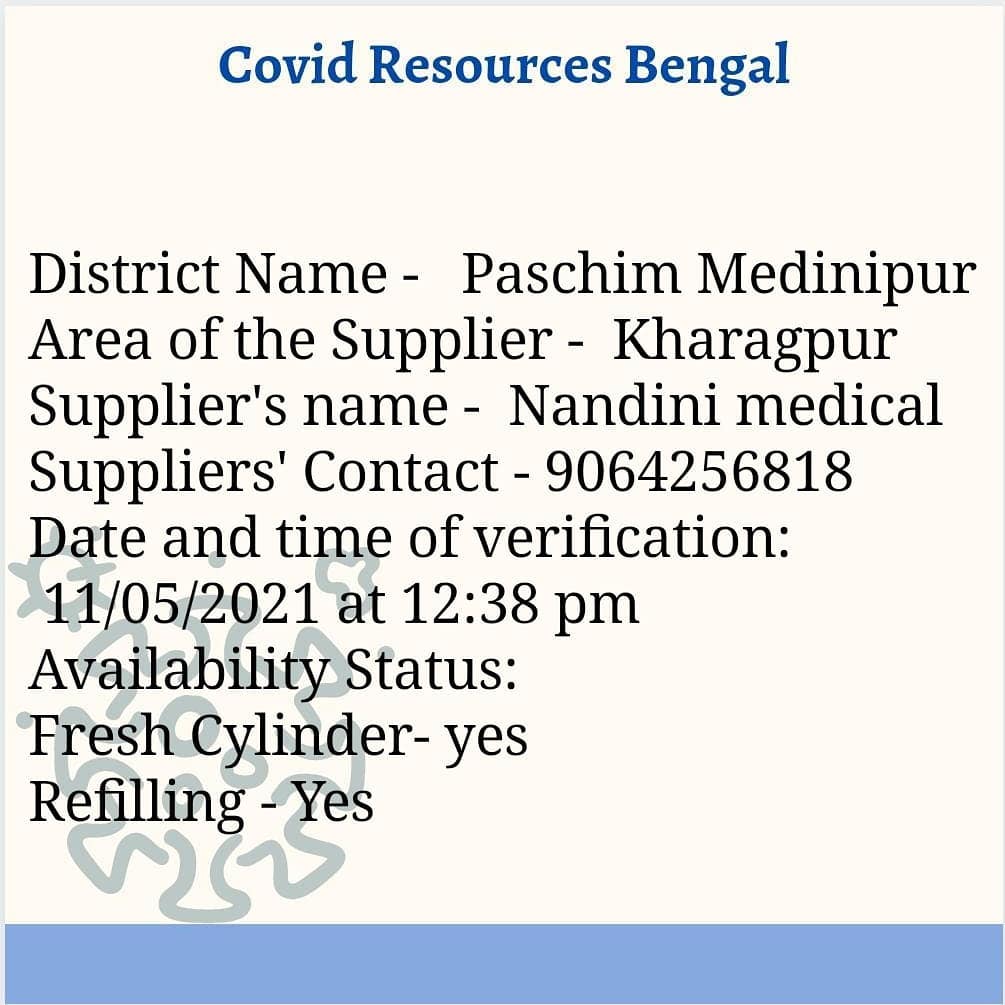 Covid Resources Bengal
District Name - Paschim Medinipur
Area of the Supplier - Kharagpur
Supplier's name - Nandini medical
Suppliers' Contact - 9064256818
Date and time of verification:
11/05/2021 at 12:38 pm
Availability Status:
Fresh Cylinder- yes
Refilling - Yes